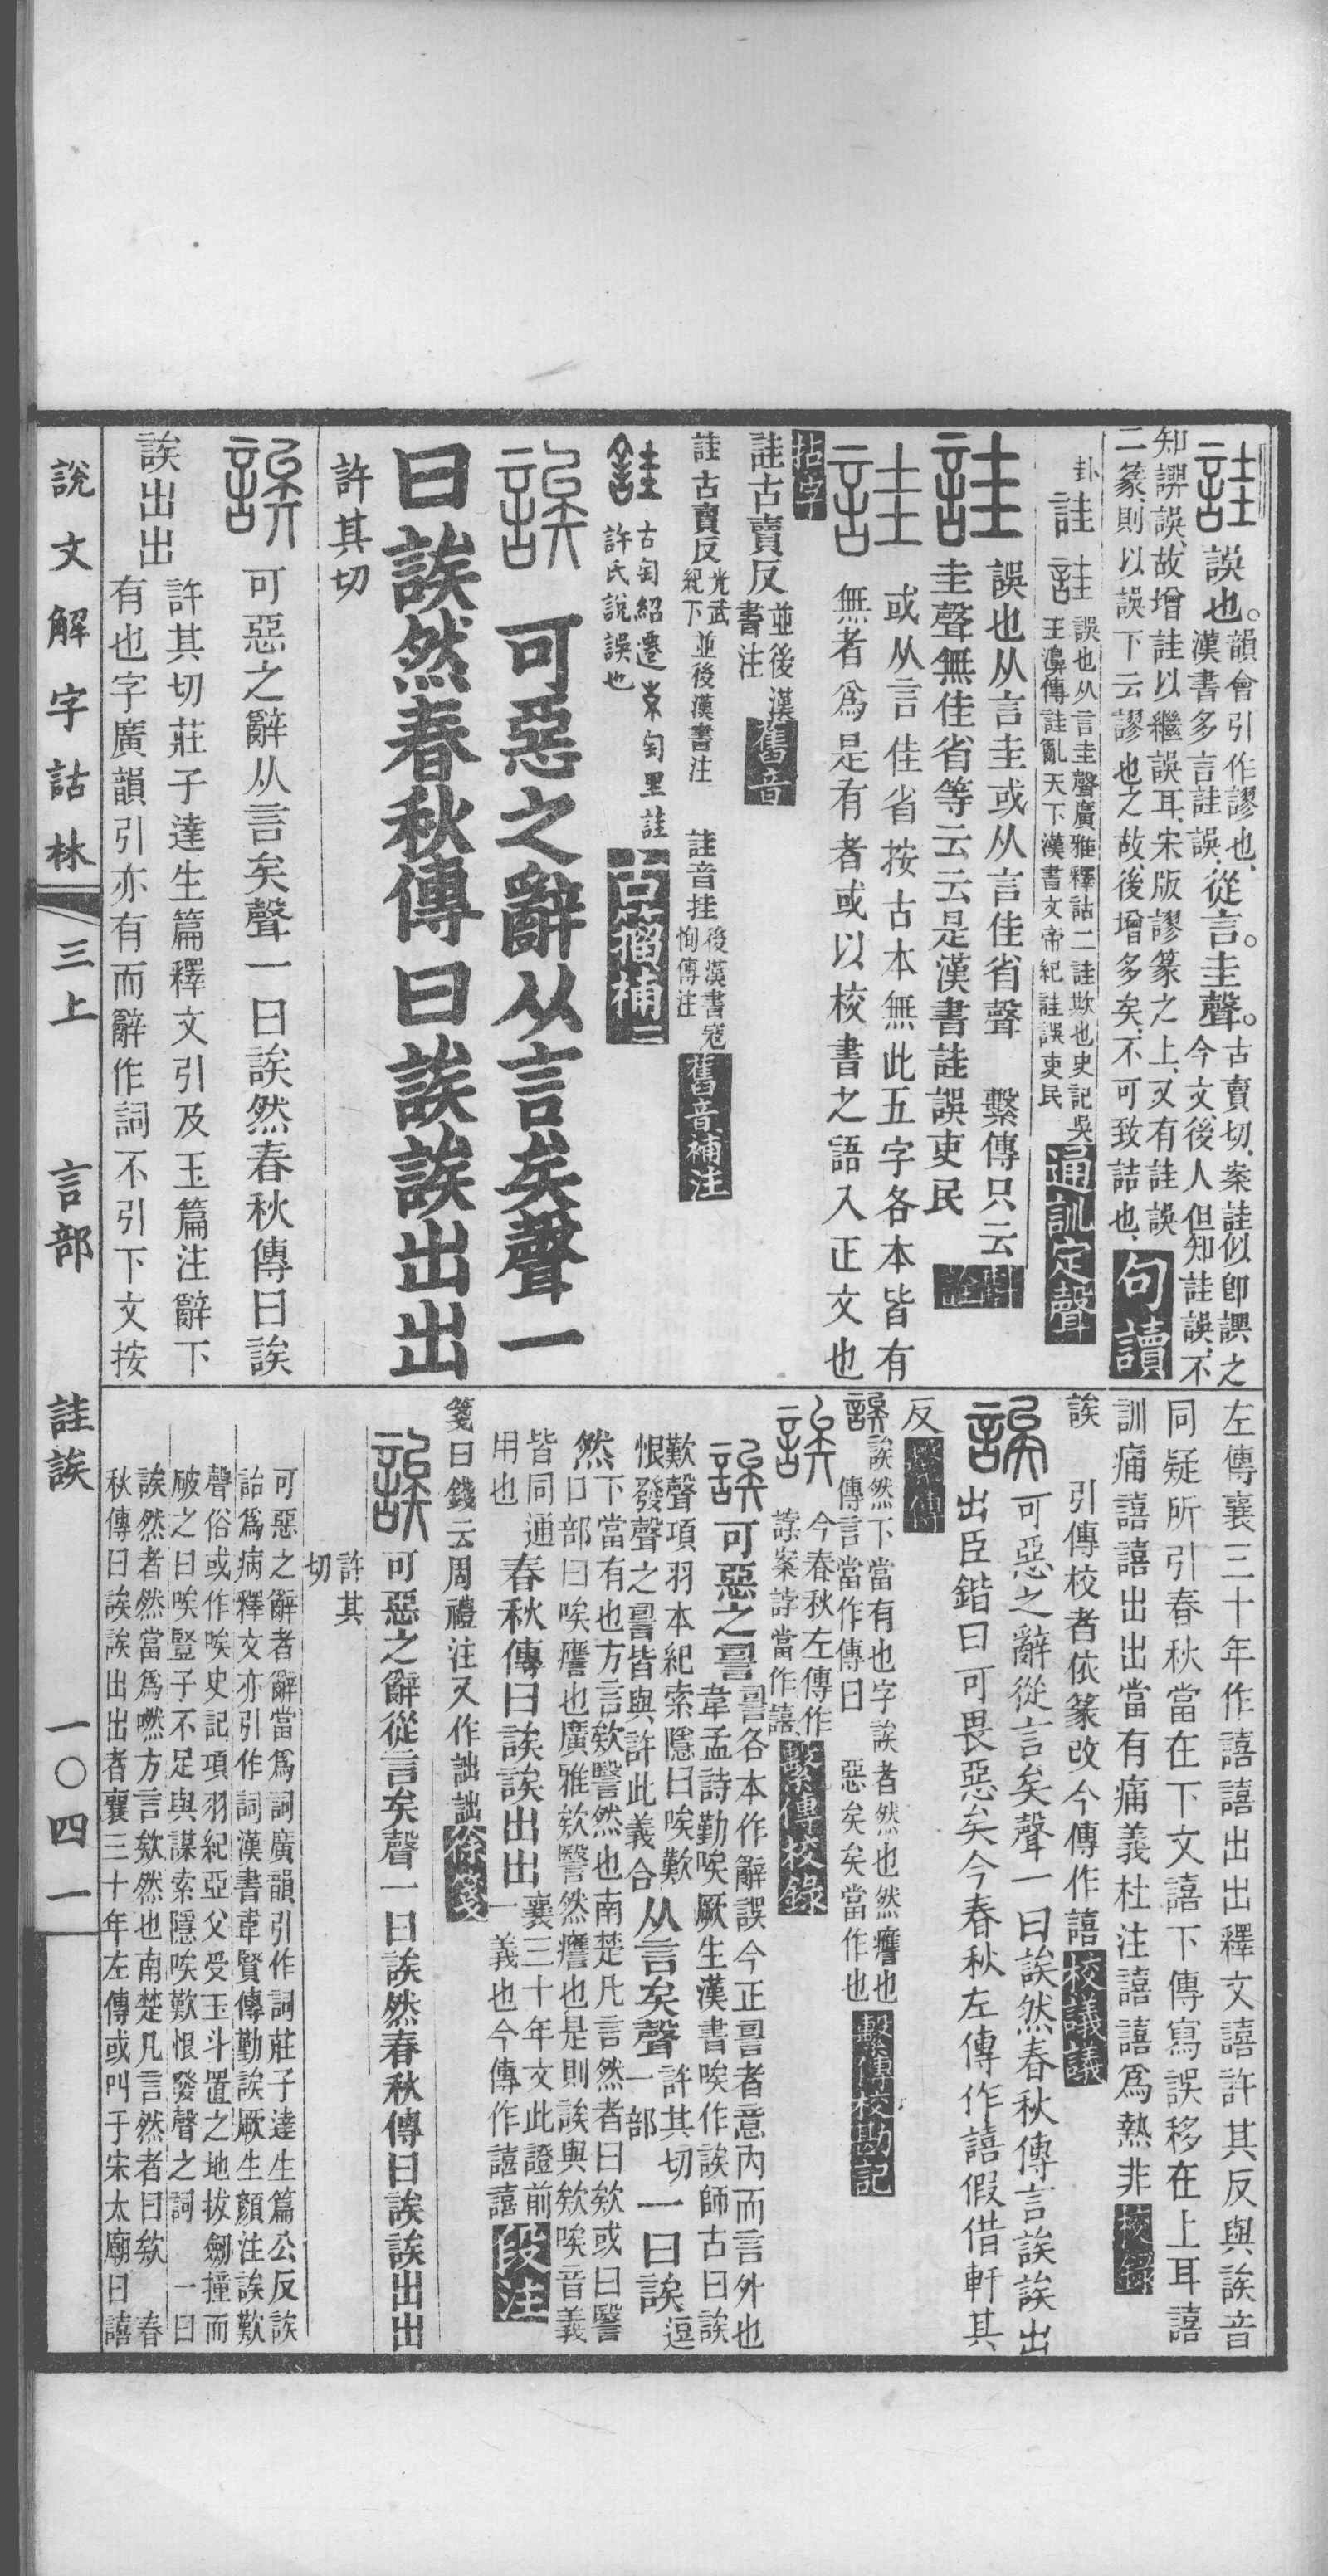 詿誤也。韻會引作謬也、漢書多言詿誤、從言。圭聲。古賣切、案詿似卽諜之今文、後人但知詿誤、不
知諜誤、故增詿以繼誤耳、宋版謬篆之上、又有詿誤二篆、則以誤下云謬也之故、後增多矣、不可致詰也、句讀
卦詿 詿誤也从言圭聲廣雅釋詁二詿欺也史記吳王濞傳詿亂天下漢書文帝紀詿誤吏民 通訓定聲
詿 誤也从言圭或从言佳省聲 繫傳只云圭聲無佳省等云云是漢書詿誤吏民
詿 或从言佳省按古本無此五字各本皆有無者爲是有者或以校書之語入正文也
拈字
詿古賣反並後漢書注舊音
詿古賣反光武紀下並後漢書注 詿音挂後漢書寇恂傳注 舊音補注
詿 古匋紹遷 匋里詿許氏說誤也 古籀補二
誒 可惡之辭从言矣聲一
曰誒然春秋傳曰誒誒出出
許其切
誒 可惡之辭从言矣聲一曰誒然春秋傳曰誒
誒出出 許其切莊子達生篇釋文引及玉篇注辭下有也字廣韻引亦有而辭作詞不引下文按
左傳襄三十年作譆譆出出釋文譆許其反與誒音
同疑所引春秋當在下文譆下傳寫誤移在上耳譆
訓痛譆譆出出當有痛義杜注譆譆爲熱非 校錄
誒 引傳校者依篆改今傳作譆 校議議
誒 可惡之辭從言矣聲一曰誒然春秋傳言誒誒出
出臣鍇曰可畏惡矣今春秋左傳作譆假借軒其
反 繫傳
誒 誒然下當有也字誒者然也然譍也傳言當作傳曰 惡矣矣當作也 繫傳校勘記
誒 今春秋左傳作誖案誖當作譆 繫傳校錄
誒 可惡之䛐䛐各本作辭誤今正䛐者意內而言外也韋孟詩勤唉厥生漢書唉作誒師古曰誒
歎聲項羽本紀索隱曰唉歎恨發聲之䛐皆與許此義合从言矣聲許其切一部一曰誒逗
然下當有也方言欸譩然也南楚凡言然者曰欸或曰譩口部曰唉譍也廣雅欸譩然譍也是則誒與欸唉音義
皆同通用也 春秋傳曰誒誒出出襄三十年文此證前一義也今傳作譆譆 段注
箋曰錢云周禮注又作詘詘 徐箋
誒 可惡之辭從言矣聲一曰誒然春秋傳曰誒誒出出
許其切
可惡之辭者辭當爲詞廣韻引作詞莊子達生篇公反誒
詒爲病釋文亦引作詞漢書韋賢傳勤誒厥生顏注誒歎
聲俗或作唉史記項羽紀亞父受玉斗置之地拔劒撞而
破之曰唉豎子不足與謀索隱唉歎恨發聲之詞 一曰
誒然者然當爲嘫方言欸然也南楚凡言然者曰欸 春
秋傳曰誒誒出出者襄三十年左傳或叫于宋太廟曰譆
說文解字詁林 三上 言部 詿誒 一〇四一